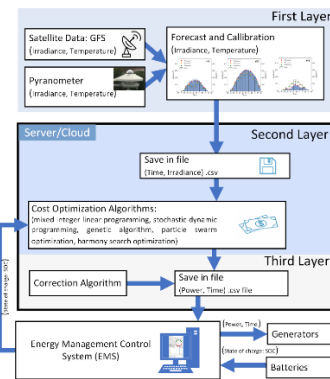 First Layer
Satellite Data: GFS
(Irradiance, Temperature)
Pyranometer
(Irradiance, Temperature)
Forecast and Callibration
(Irradiance, Temperature)
Server/Cloud
Second Layer
Save in file
(Time, Irradiance) .csv
Cost Optimization Algorithms:
(mixed integer linear programming, stochastic dynamic
programming, genetic algorithm, particle swarm
optimization, harmony search optimization)
Third Layer
Correction Algorithm
Save in file
(Power, Time) .csv file
(State of charge: SOC)
Energy Management Control
System (EMS)
(Power, Time)
Generators
(State of charge: SOC)
Batteries